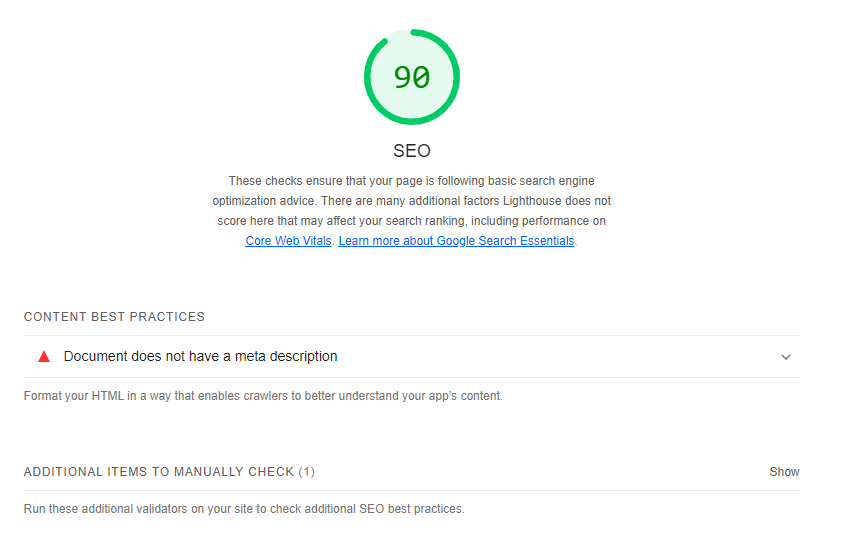 90
SEO
These checks ensure that your page is following basic search engine
optimization advice. There are many additional factors Lighthouse does not
score here that may affect your search ranking, including performance on
Core Web Vitals. Learn more about Google Search Essentials.
CONTENT BEST PRACTICES
Document does not have a meta description
Format your HTML in a way that enables crawlers to better understand your app's content.
ADDITIONAL ITEMS TO MANUALLY CHECK (1) Show
Run these additional validators on your site to check additional SEO best practices.